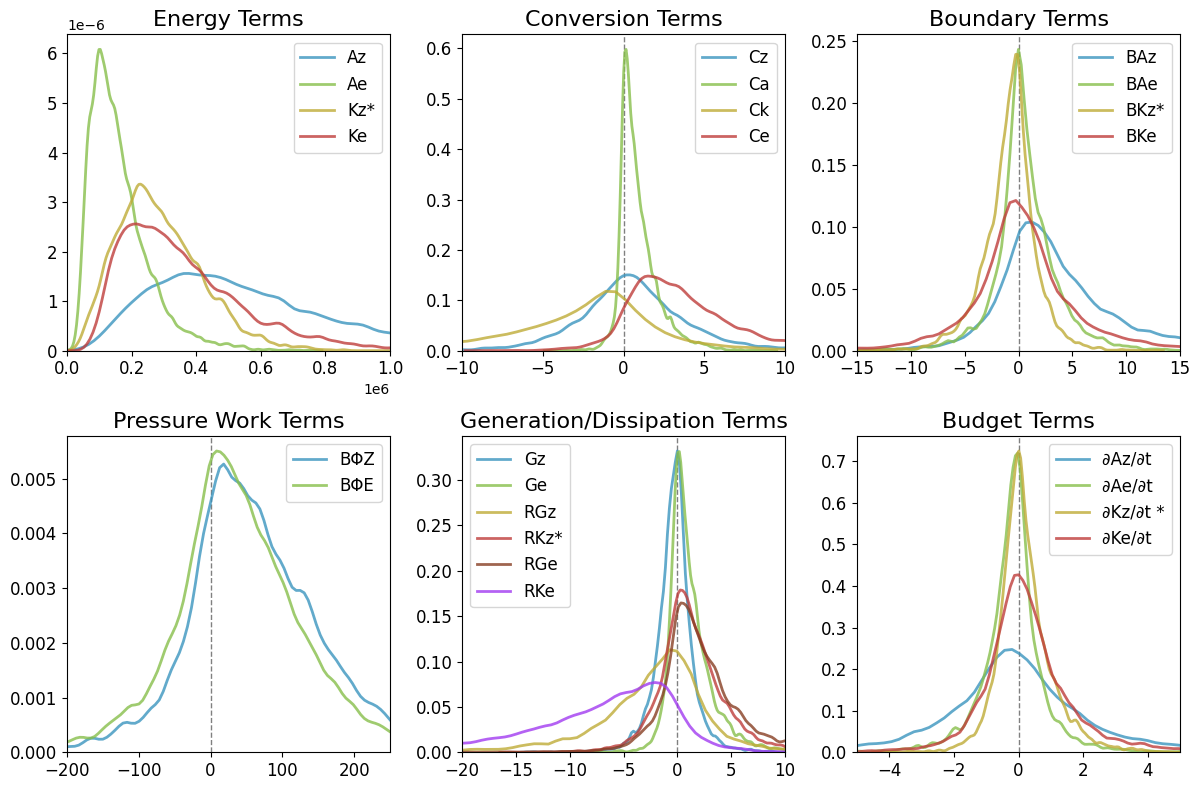 Energy Terms
1e−6
6
5
4
3
2
1
0
0.0
0.2
0.4
0.6
0.8
1.0
1e6
Az
Ae
Kz*
Ke
Conversion Terms
0.6
0.5
0.4
0.3
0.2
0.1
0.0
−10
−5
0
5
10
Cz
Ca
Ck
Ce
Boundary Terms
0.25
0.20
0.15
0.10
0.05
0.00
−15
−10
−5
0
5
10
15
BAz
BAe
BKz*
BKe
Pressure Work Terms
0.005
0.004
0.003
0.002
0.001
0.000
−200
−100
0
100
200
BΦZ
BΦE
Generation/Dissipation Terms
0.30
0.25
0.20
0.15
0.10
0.05
0.00
−20
−15
−10
−5
0
5
10
Gz
Ge
RGz
RKz*
RGe
RKe
Budget Terms
0.7
0.6
0.5
0.4
0.3
0.2
0.1
0.0
−4
−2
0
2
4
∂Az/∂t
∂Ae/∂t
∂Kz/∂t *
∂Ke/∂t